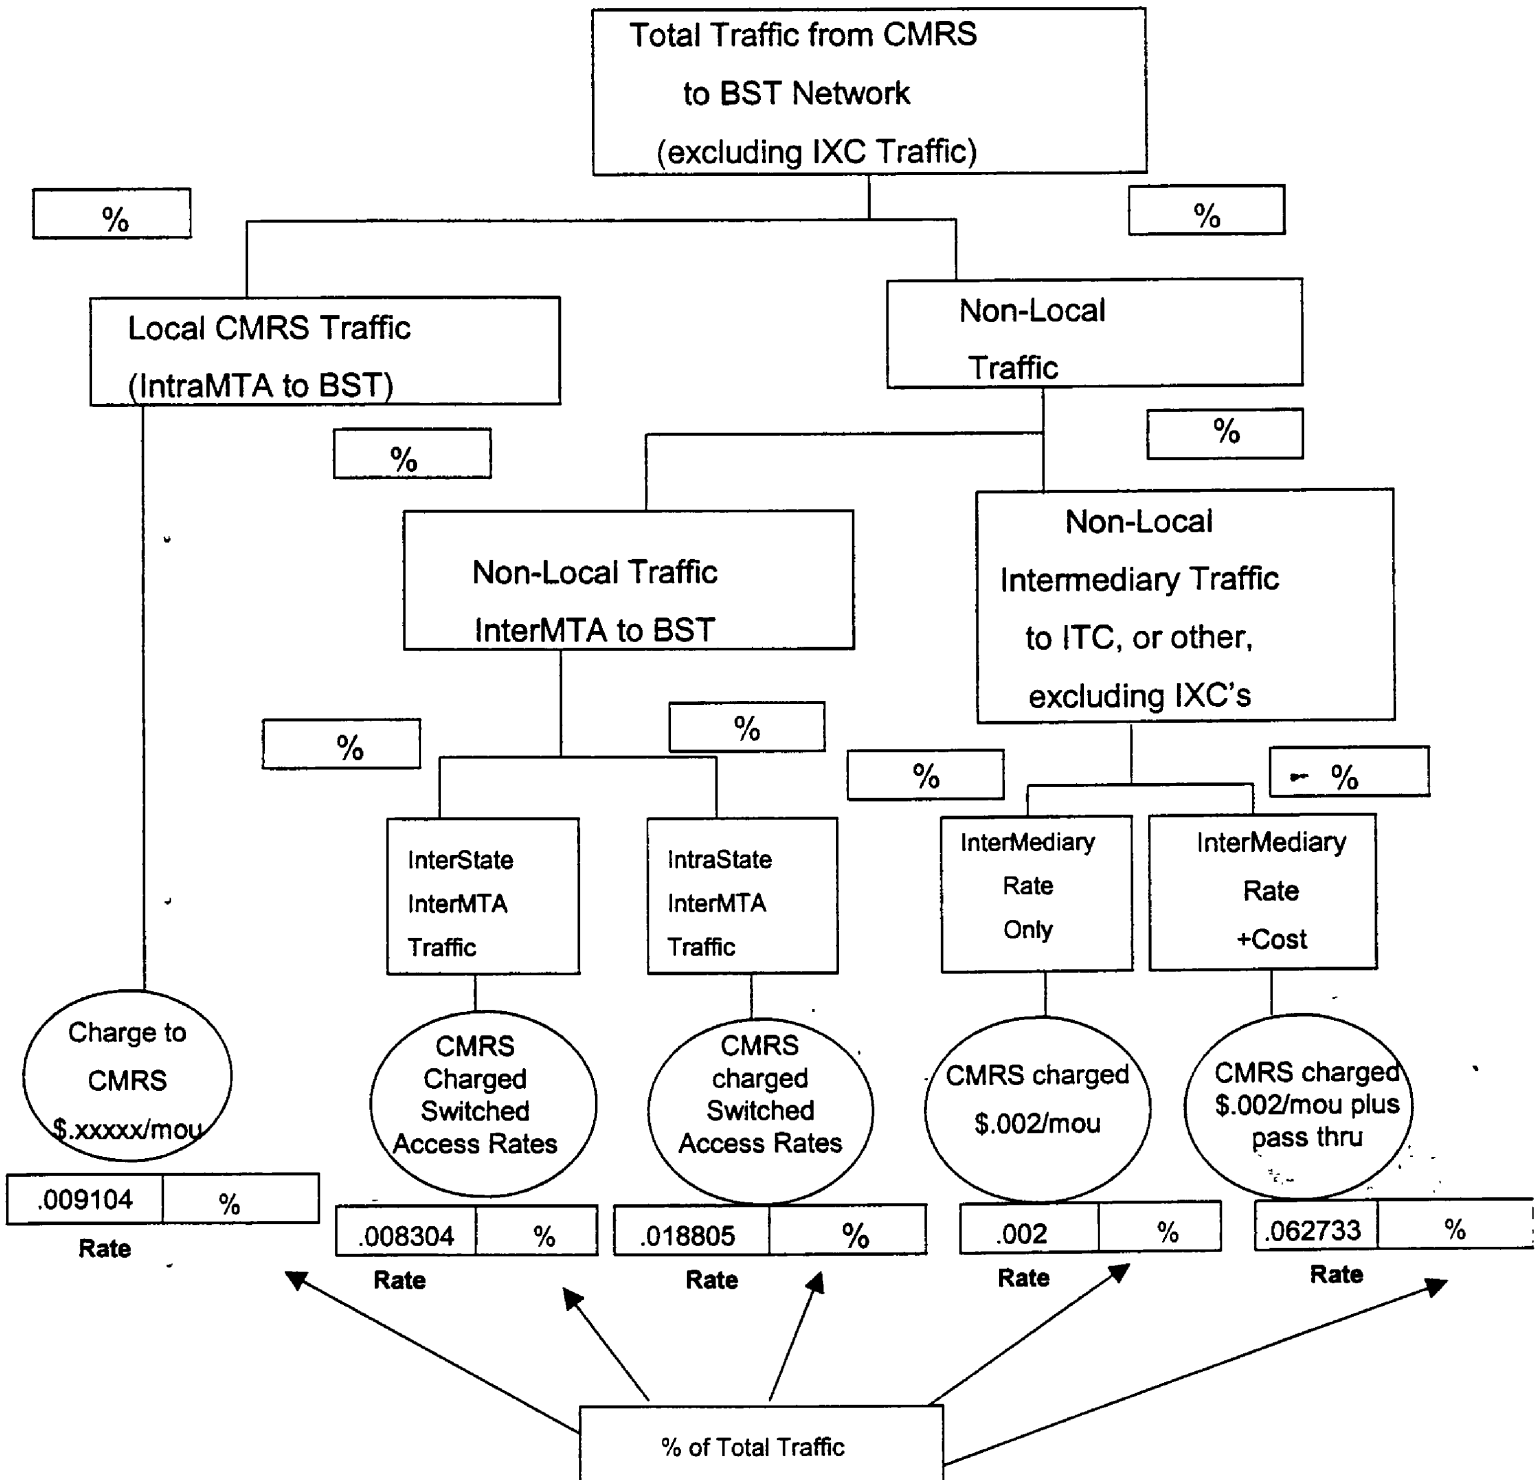 Total Traffic from CMRS
to BST Network
(excluding IXC Traffic)
%
%
Local CMRS Traffic
(IntraMTA to BST)
Non-Local
Traffic
%
%
Non-Local Traffic
InterMTA to BST
Non-Local
Intermediary Traffic
to ITC, or other,
excluding IXC's
%
%
%
%
InterState
InterMTA
Traffic
IntraState
InterMTA
Traffic
InterMediary
Rate
Only
InterMediary
Rate
+Cost
Charge to
CMRS
$.xxxxx/mou
CMRS
Charged
Switched
Access Rates
CMRS
charged
Switched
Access Rates
CMRS charged
$.002/mou
CMRS charged
$.002/mou plus
pass thru
.009104 %
Rate
.008304 %
Rate
.018805 %
Rate
.002 %
Rate
.062733 %
Rate
% of Total Traffic